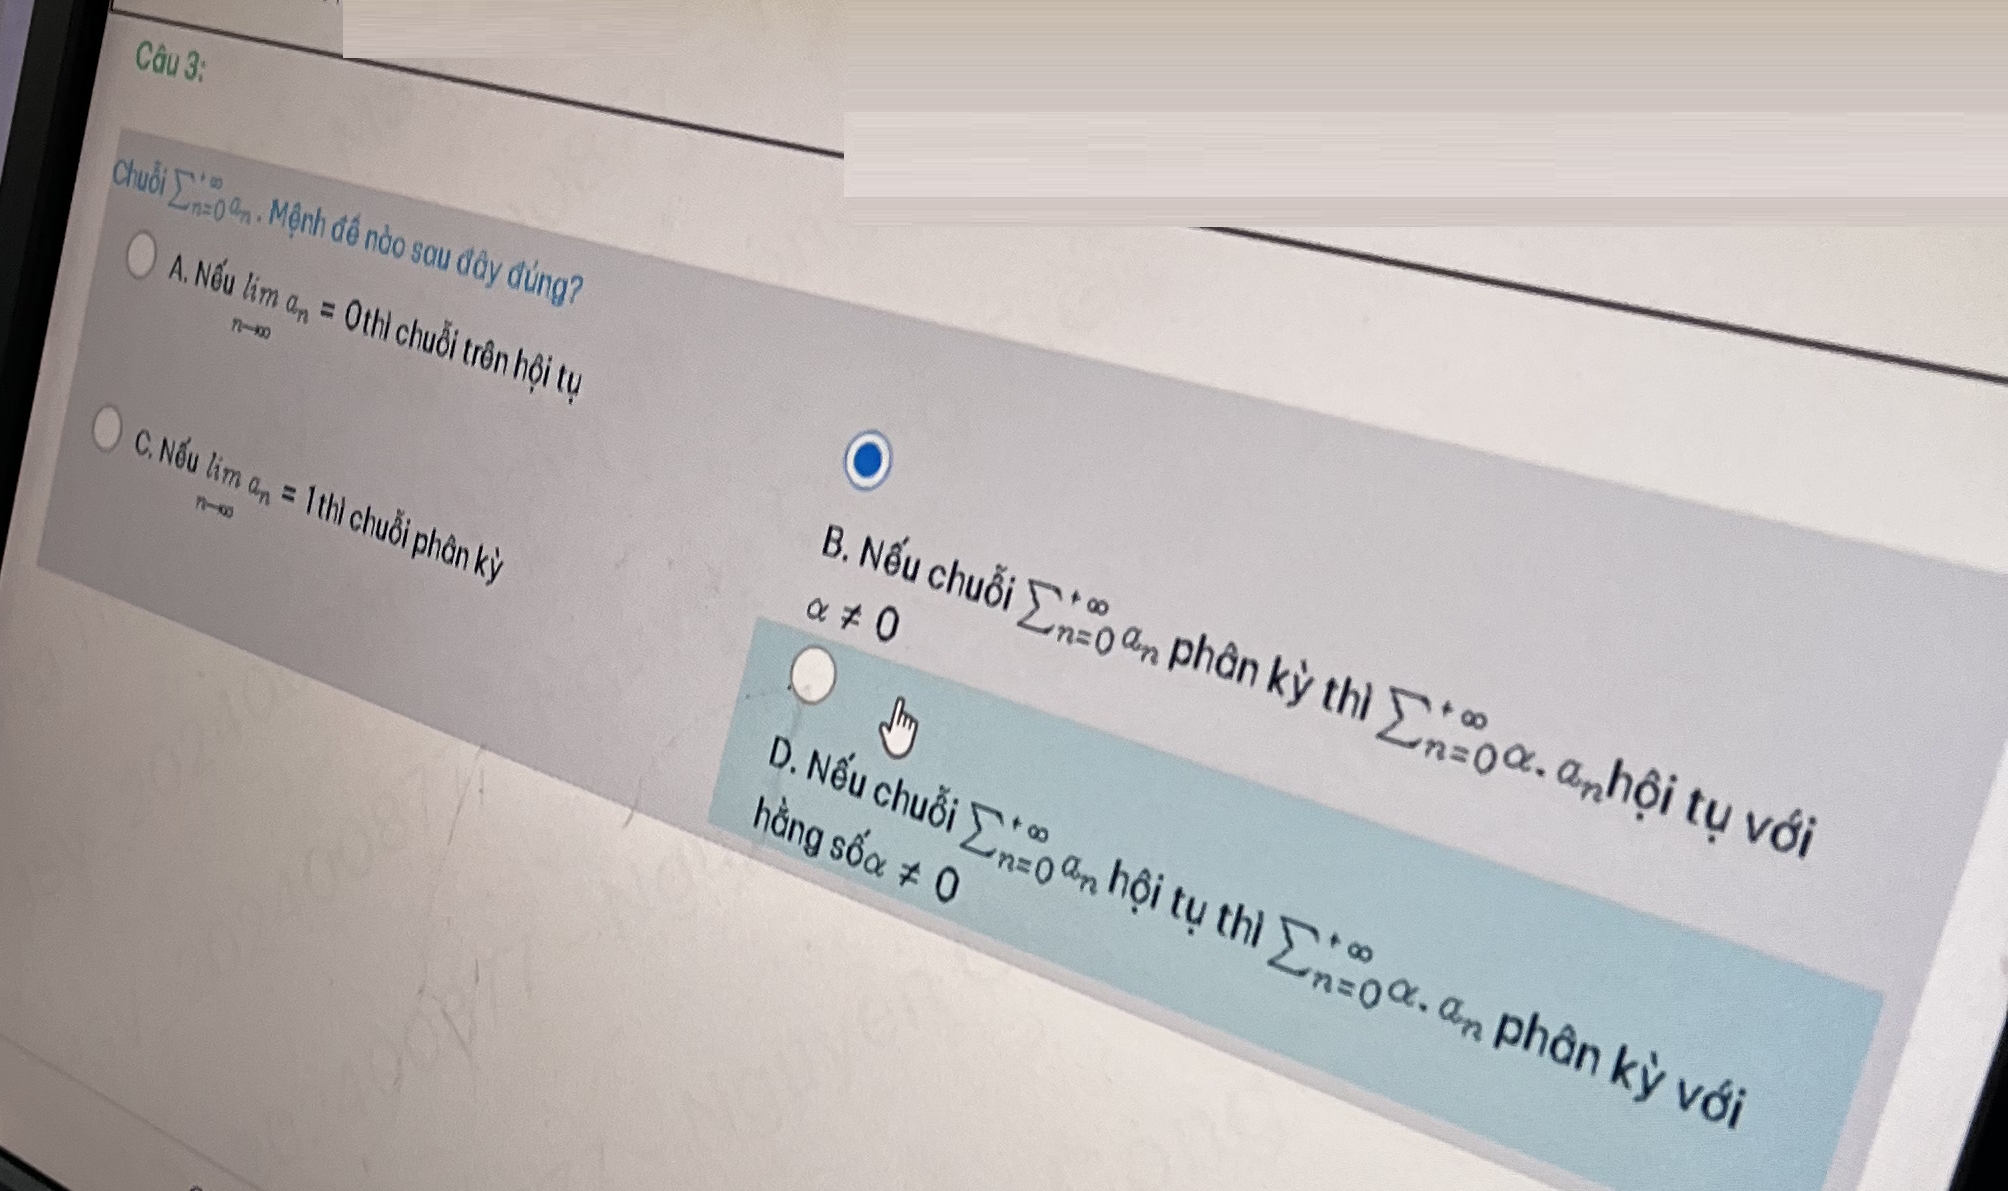 Câu 3:
Chuỗi ∑_{n=0}^{+∞} a_n . Mệnh đề nào sau đây đúng?
A. Nếu lim_{n→∞} a_n = 0 thì chuỗi trên hội tụ
C. Nếu lim_{n→∞} a_n = 1 thì chuỗi phân kỳ
B. Nếu chuỗi ∑_{n=0}^{+∞} a_n phân kỳ thì ∑_{n=0}^{+∞} α. a_n hội tụ với
α ≠ 0
D. Nếu chuỗi ∑_{n=0}^{+∞} a_n hội tụ thì ∑_{n=0}^{+∞} α. a_n phân kỳ với
hằng số α ≠ 0